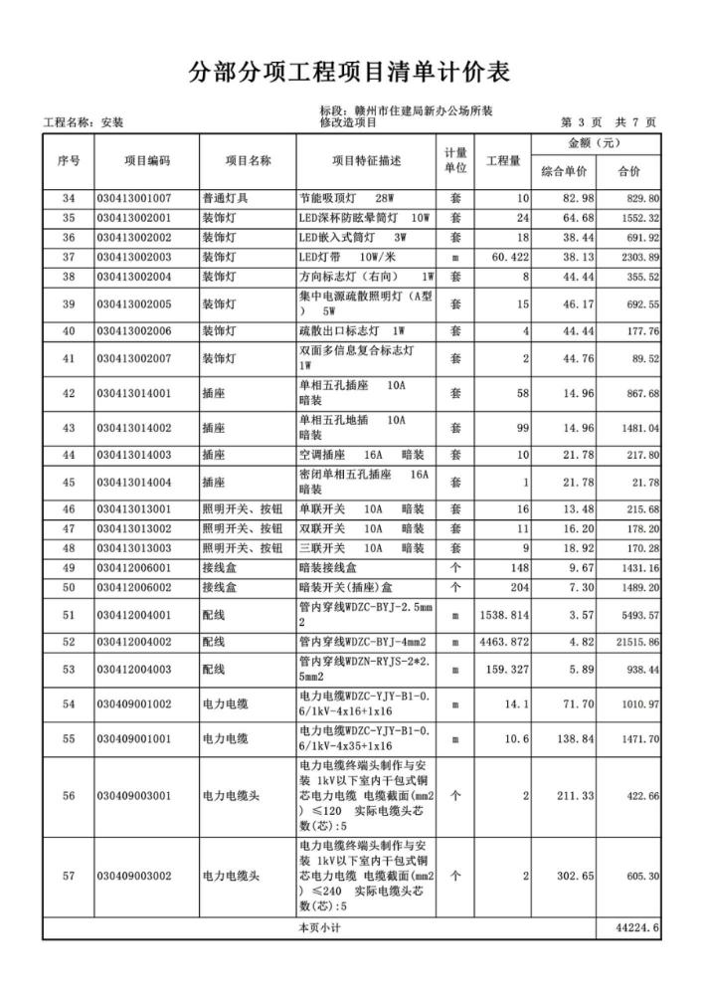 分部分项工程项目清单计价表
标段：赣州市住建局新办公场所装
工程名称：安装 修改造项目 第 3 页 共 7 页
序号 项目编码 项目名称 项目特征描述 计量单位 工程量 金额（元）
综合单价 合价
34 030413001007 普通灯具 节能吸顶灯 28W 套 10 82.98 829.80
35 030413002001 装饰灯 LED深杯防眩晕筒灯 10W 套 24 64.68 1552.32
36 030413002002 装饰灯 LED嵌入式筒灯 3W 套 18 38.44 691.92
37 030413002003 装饰灯 LED灯带 10W/米 m 60.422 38.13 2303.89
38 030413002004 装饰灯 方向标志灯（右向） 1W 套 8 44.44 355.52
39 030413002005 装饰灯 集中电源疏散照明灯（A型
） 5W 套 15 46.17 692.55
40 030413002006 装饰灯 疏散出口标志灯 1W 套 4 44.44 177.76
41 030413002007 装饰灯 双面多信息复合标志灯
1W 套 2 44.76 89.52
42 030413014001 插座 单相五孔插座 10A
暗装 套 58 14.96 867.68
43 030413014002 插座 单相五孔地插 10A
暗装 套 99 14.96 1481.04
44 030413014003 插座 空调插座 16A 暗装 套 10 21.78 217.80
45 030413014004 插座 密闭单相五孔插座 16A
暗装 套 1 21.78 21.78
46 030413013001 照明开关、按钮 单联开关 10A 暗装 套 16 13.48 215.68
47 030413013002 照明开关、按钮 双联开关 10A 暗装 套 11 16.20 178.20
48 030413013003 照明开关、按钮 三联开关 10A 暗装 套 9 18.92 170.28
49 030412006001 接线盒 暗装接线盒 个 148 9.67 1431.16
50 030412006002 接线盒 暗装开关(插座)盒 个 204 7.30 1489.20
51 030412004001 配线 管内穿线WDZC-BYJ-2.5mm
2 m 1538.814 3.57 5493.57
52 030412004002 配线 管内穿线WDZC-BYJ-4mm2 m 4463.872 4.82 21515.86
53 030412004003 配线 管内穿线WDZN-RYJS-2*2.
5mm2 m 159.327 5.89 938.44
54 030409001002 电力电缆 电力电缆WDZC-YJY-B1-0.
6/1kV-4x16+1x16 m 14.1 71.70 1010.97
55 030409001001 电力电缆 电力电缆WDZC-YJY-B1-0.
6/1kV-4x35+1x16 m 10.6 138.84 1471.70
56 030409003001 电力电缆头 电力电缆终端头制作与安
装 1kV以下室内干包式铜
芯电力电缆 电缆截面(mm2
) ≤120 实际电缆头芯
数(芯):5 个 2 211.33 422.66
57 030409003002 电力电缆头 电力电缆终端头制作与安
装 1kV以下室内干包式铜
芯电力电缆 电缆截面(mm2
) ≤240 实际电缆头芯
数(芯):5 个 2 302.65 605.30
本页小计 44224.6